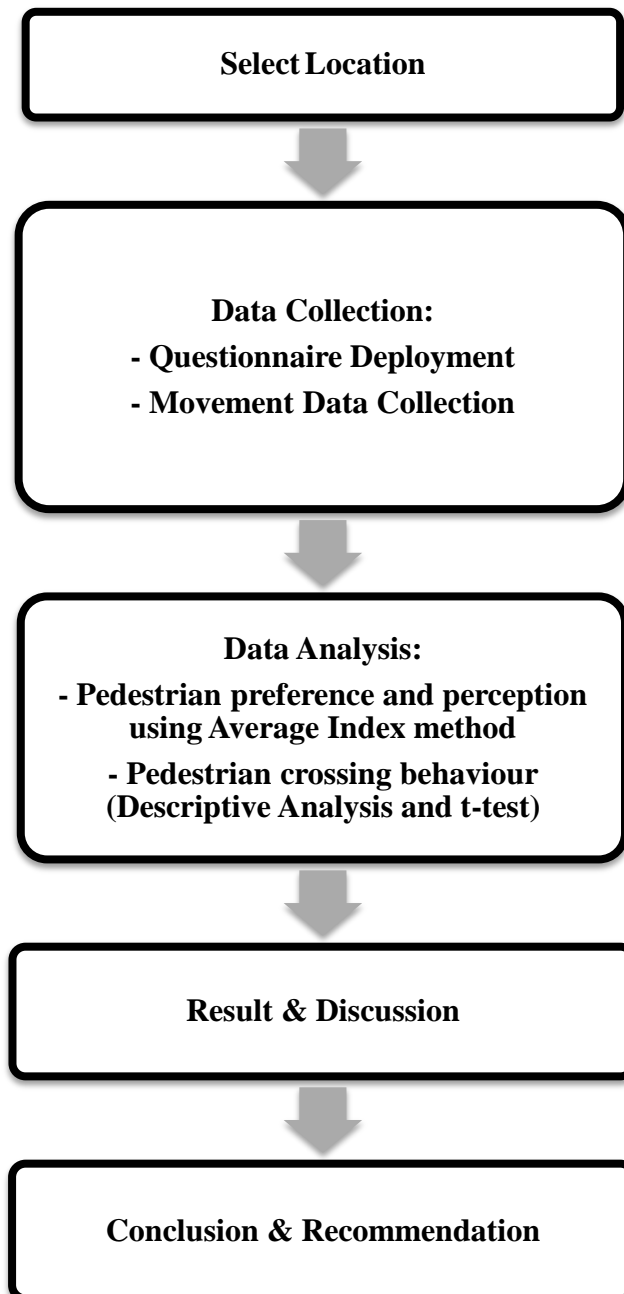 Select Location
Data Collection:
- Questionnaire Deployment
- Movement Data Collection
Data Analysis:
- Pedestrian preference and perception
using Average Index method
- Pedestrian crossing behaviour
(Descriptive Analysis and t-test)
Result & Discussion
Conclusion & Recommendation